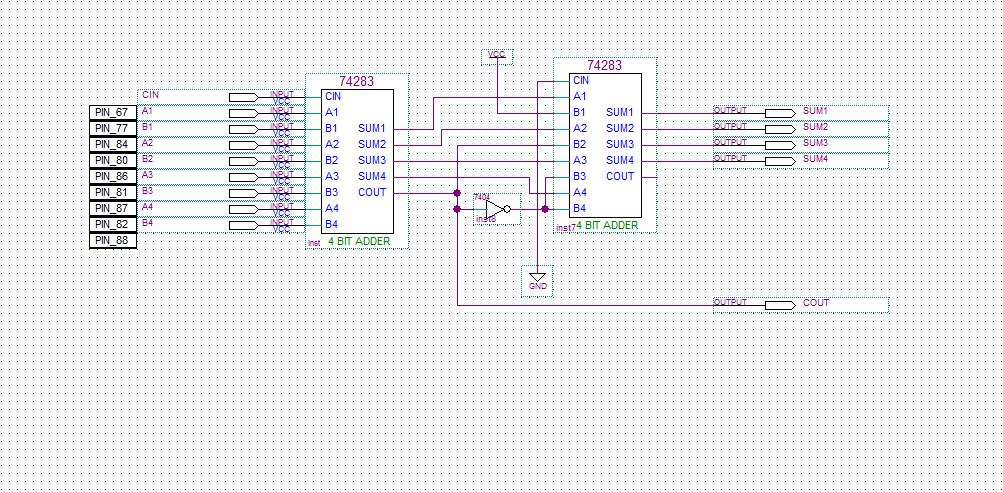 VCC
74283
74283
CIN
INPUT
VCC
CIN
CIN
A1
PIN_67
A1
INPUT
VCC
A1
B1
SUM1
OUTPUT
SUM1
PIN_77
B1
INPUT
VCC
B1
SUM1
A2
SUM2
OUTPUT
SUM2
PIN_84
A2
INPUT
VCC
A2
SUM2
B2
SUM3
OUTPUT
SUM3
PIN_80
B2
INPUT
VCC
B2
SUM3
A3
SUM4
OUTPUT
SUM4
PIN_86
A3
INPUT
VCC
A3
SUM4
B3
COUT
PIN_81
B3
INPUT
VCC
B3
COUT
A4
PIN_87
A4
INPUT
VCC
A4
7404
inst8
B4
PIN_82
B4
INPUT
VCC
B4
inst7
4 BIT ADDER
PIN_88
inst
4 BIT ADDER
GND
OUTPUT
COUT